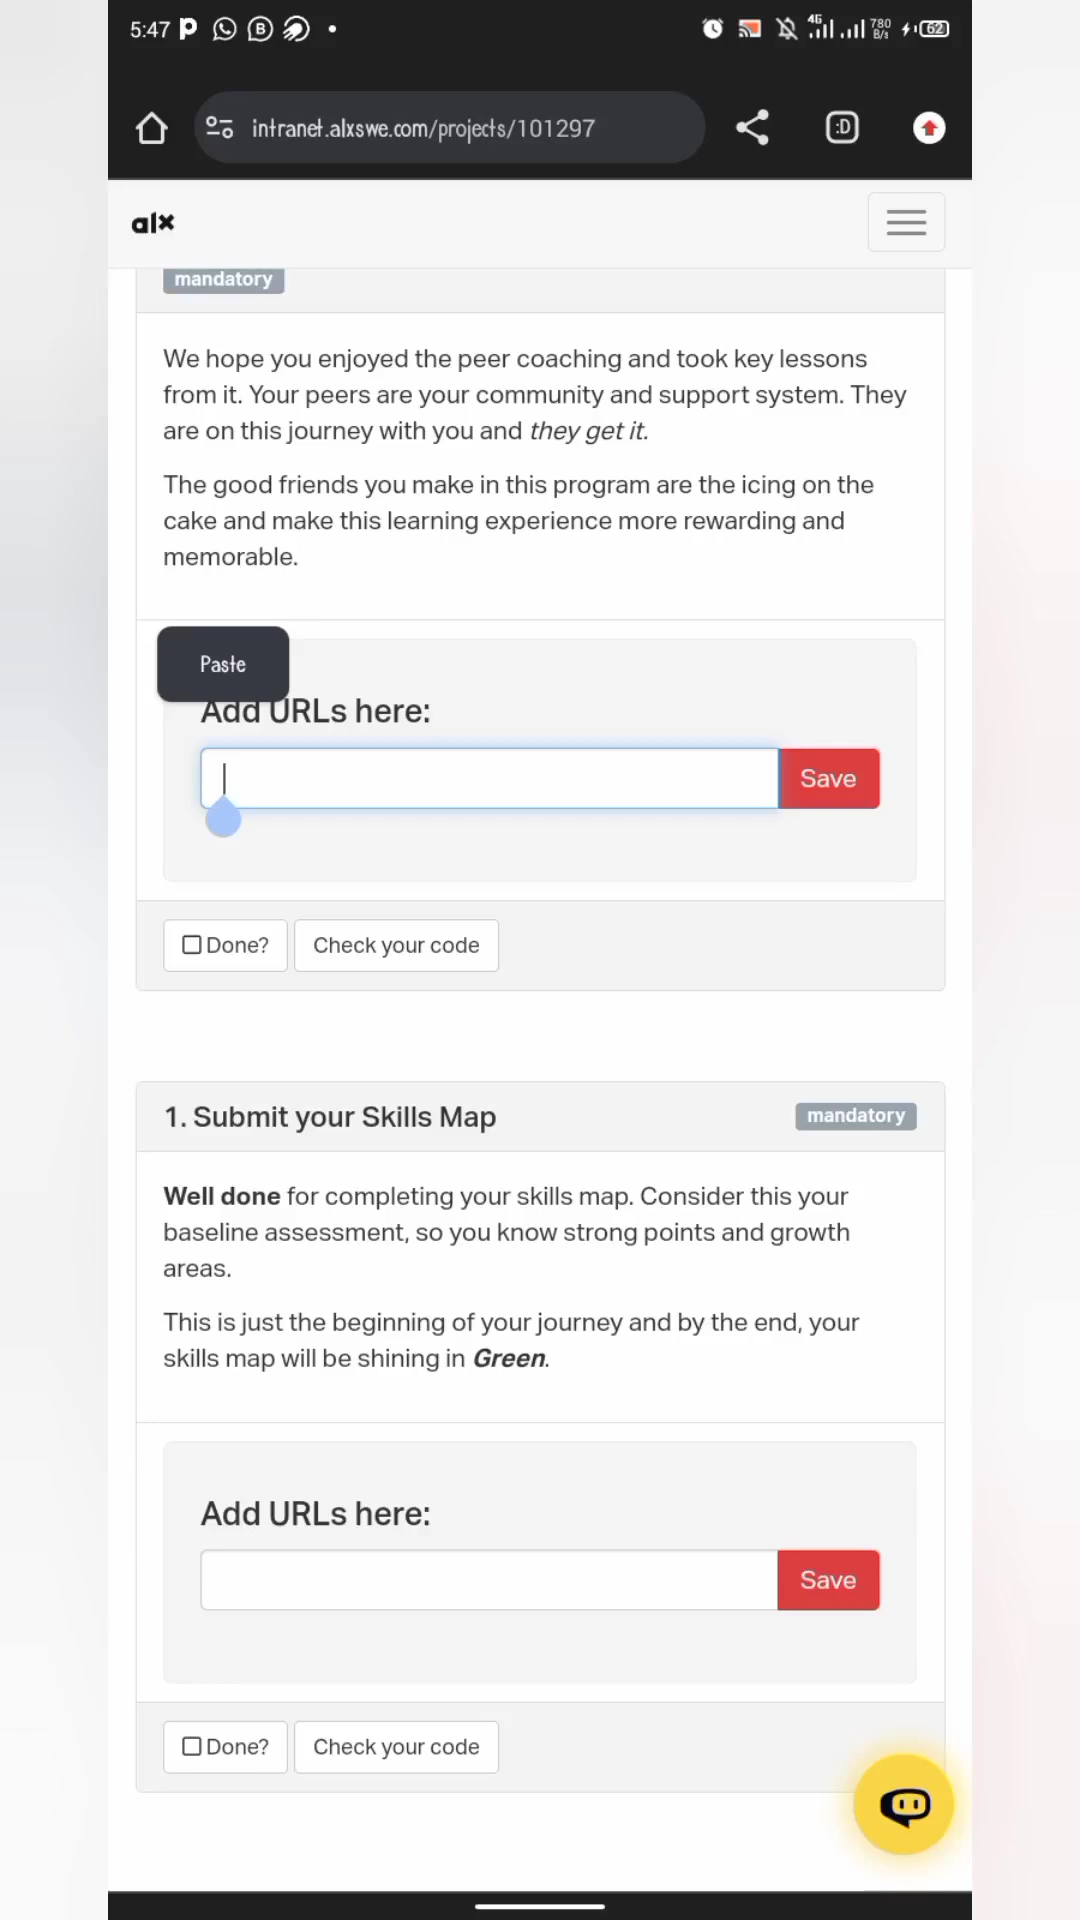 5:47
4G
780
B/s
62
intranet.alxswe.com/projects/101297
:D
alx
mandatory
We hope you enjoyed the peer coaching and took key lessons
from it. Your peers are your community and support system. They
are on this journey with you and they get it.
The good friends you make in this program are the icing on the
cake and make this learning experience more rewarding and
memorable.
Paste
Add URLs here:
Save
Done?
Check your code
1. Submit your Skills Map
mandatory
Well done for completing your skills map. Consider this your
baseline assessment, so you know strong points and growth
areas.
This is just the beginning of your journey and by the end, your
skills map will be shining in Green.
Add URLs here:
Save
Done?
Check your code